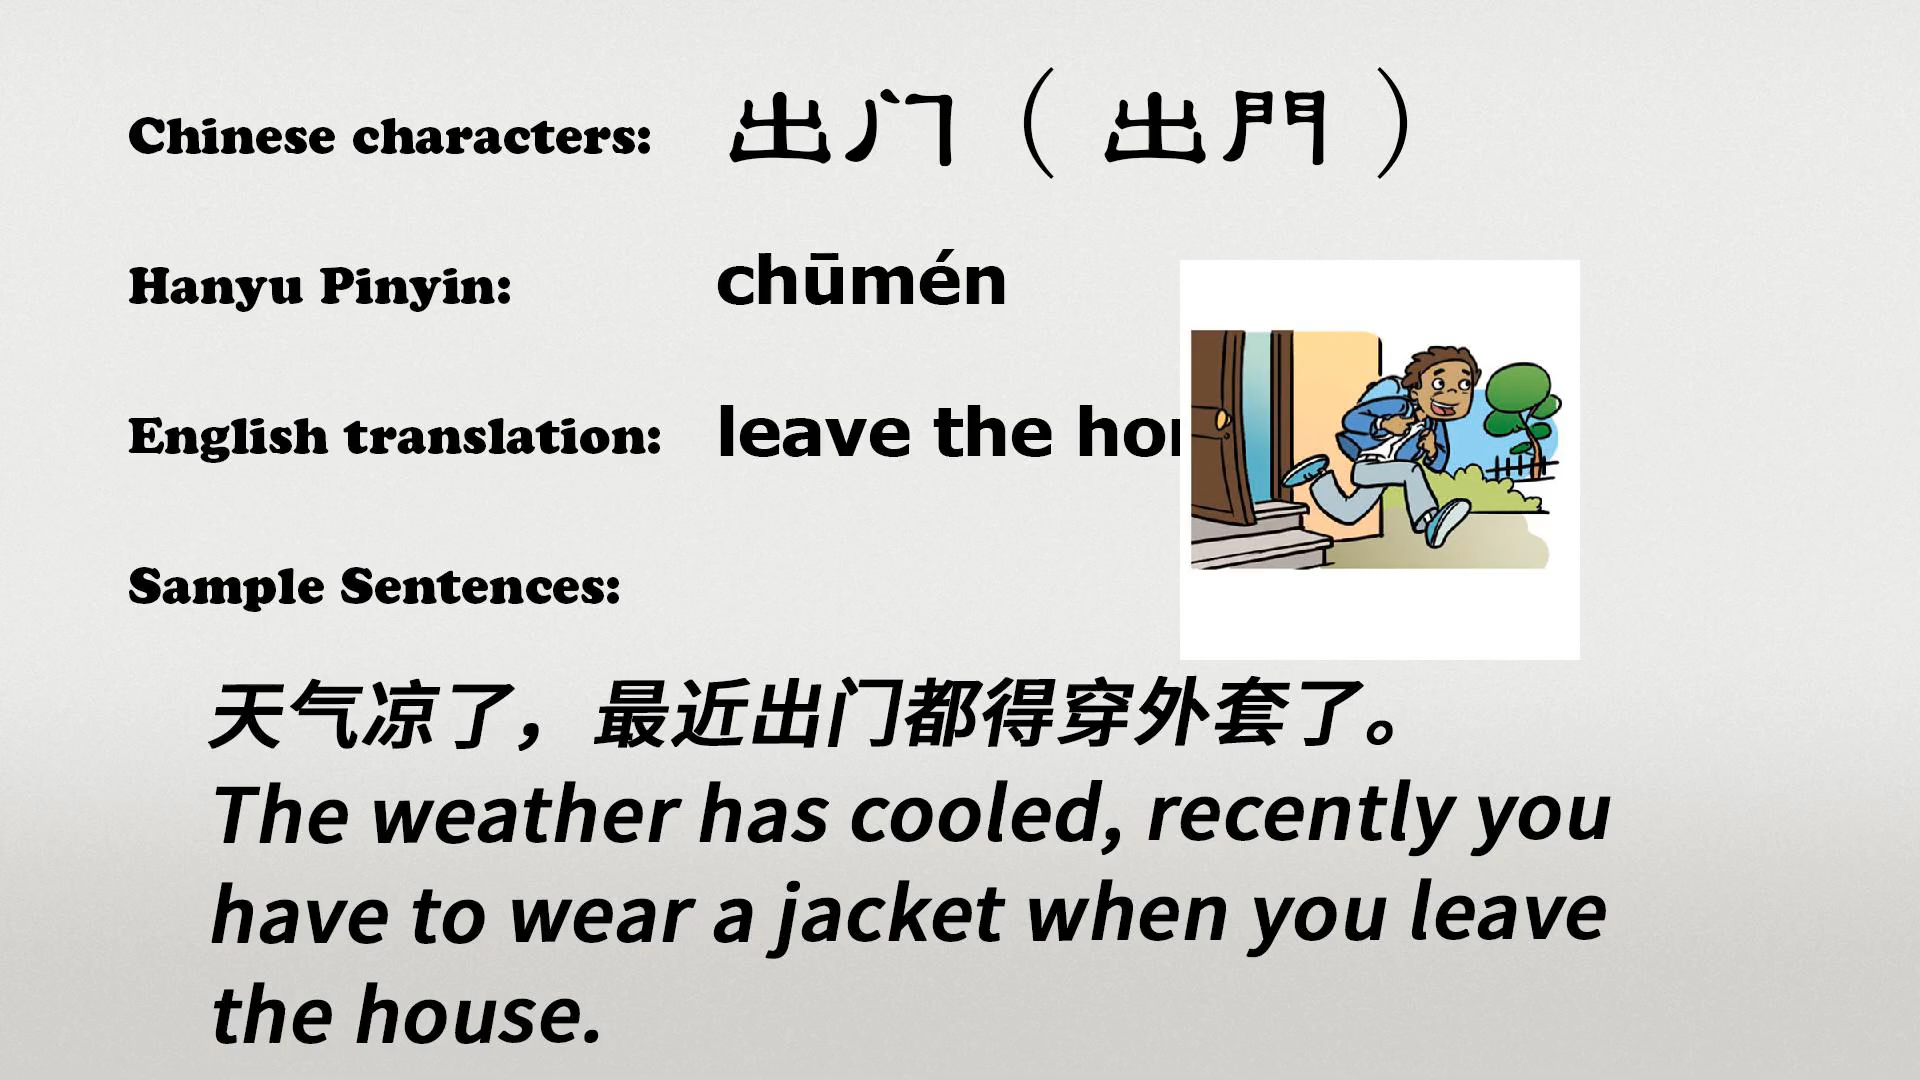 Chinese characters: 出门（出門）
Hanyu Pinyin: chūmén
English translation: leave the
Sample Sentences:
天气凉了，最近出门都得穿外套了。
The weather has cooled, recently you
have to wear a jacket when you leave
the house.